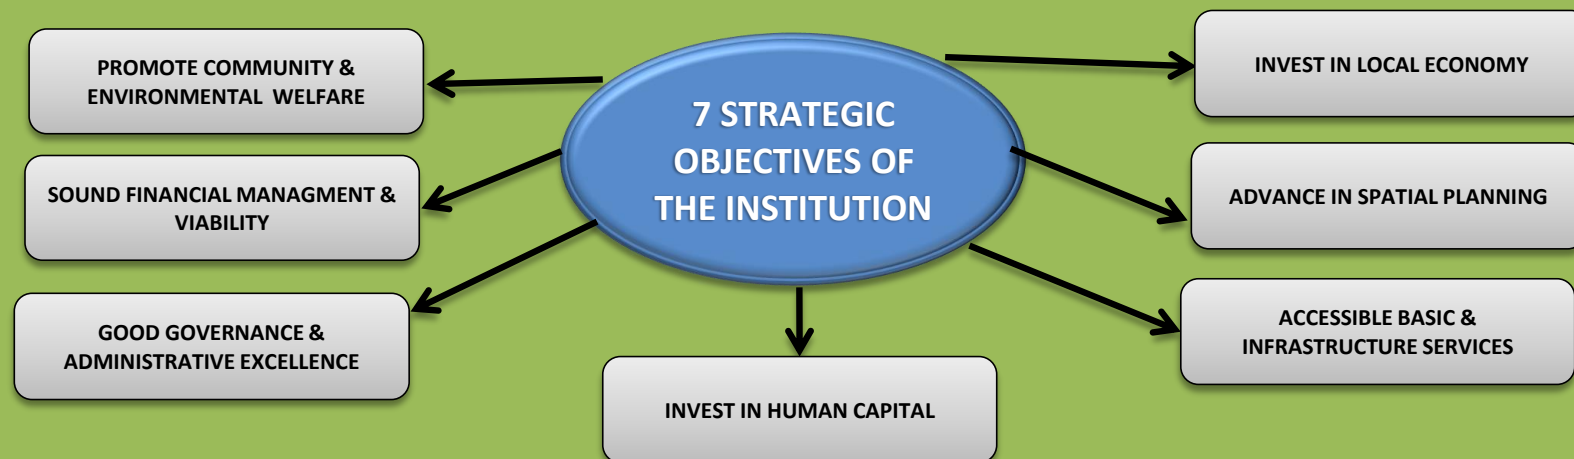 PROMOTE COMMUNITY &
ENVIRONMENTAL WELFARE
SOUND FINANCIAL MANAGMENT &
VIABILITY
GOOD GOVERNANCE &
ADMINISTRATIVE EXCELLENCE
7 STRATEGIC
OBJECTIVES OF
THE INSTITUTION
INVEST IN HUMAN CAPITAL
INVEST IN LOCAL ECONOMY
ADVANCE IN SPATIAL PLANNING
ACCESSIBLE BASIC &
INFRASTRUCTURE SERVICES